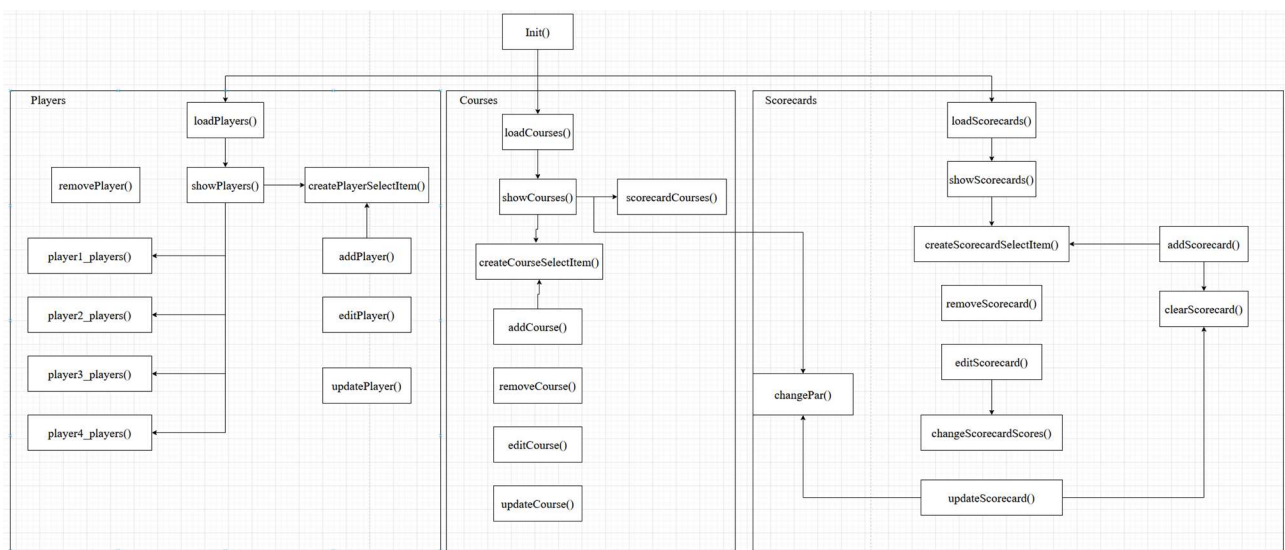 Init()
Players
loadPlayers()
removePlayer()
showPlayers()
createPlayerSelectItem()
player1_players()
addPlayer()
player2_players()
editPlayer()
player3_players()
updatePlayer()
player4_players()
Courses
loadCourses()
showCourses()
scorecardCourses()
createCourseSelectItem()
addCourse()
removeCourse()
editCourse()
updateCourse()
Scorecards
loadScorecards()
showScorecards()
createScorecardSelectItem()
addScorecard()
removeScorecard()
clearScorecard()
editScorecard()
changePar()
changeScorecardScores()
updateScorecard()